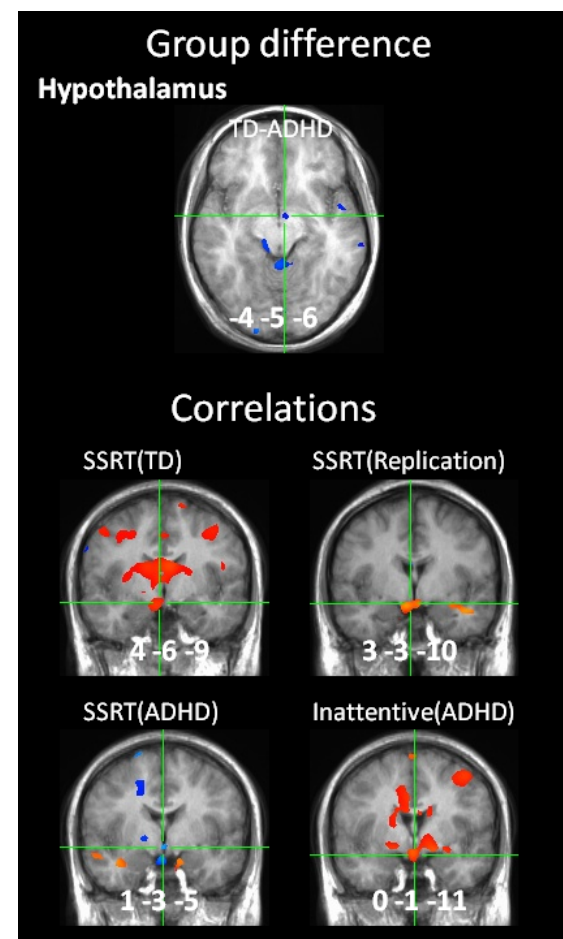 Group difference
Hypothalamus
TD-ADHD
-4 -5 -6
Correlations
SSRT(TD)
SSRT(Replication)
4 -6 -9
3 -3 -10
SSRT(ADHD)
Inattentive(ADHD)
1 -3 -5
0 -1 -11